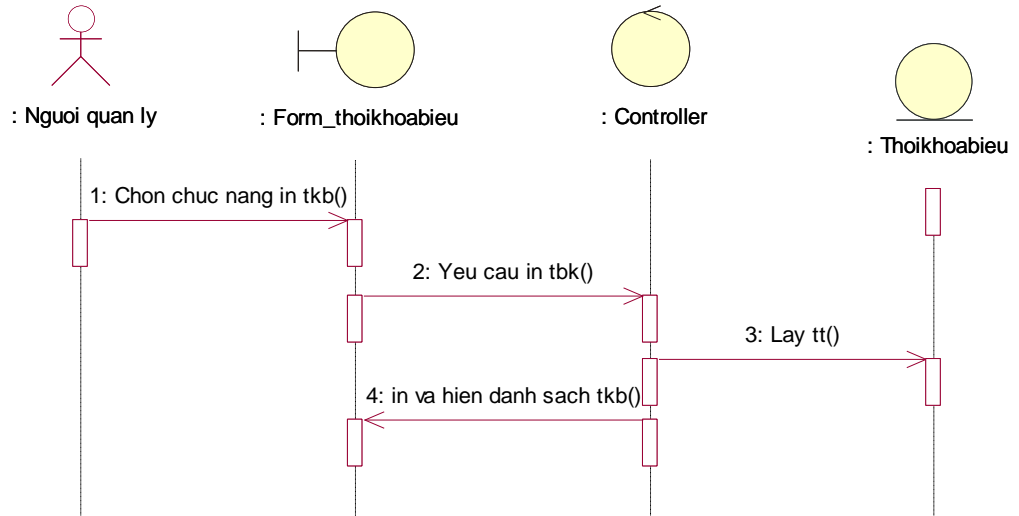 : Nguoi quan ly
: Form_thoikhoabieu
: Controller
: Thoikhoabieu
1: Chon chuc nang in tkb()
2: Yeu cau in tbk()
3: Lay tt()
4: in va hien danh sach tkb()